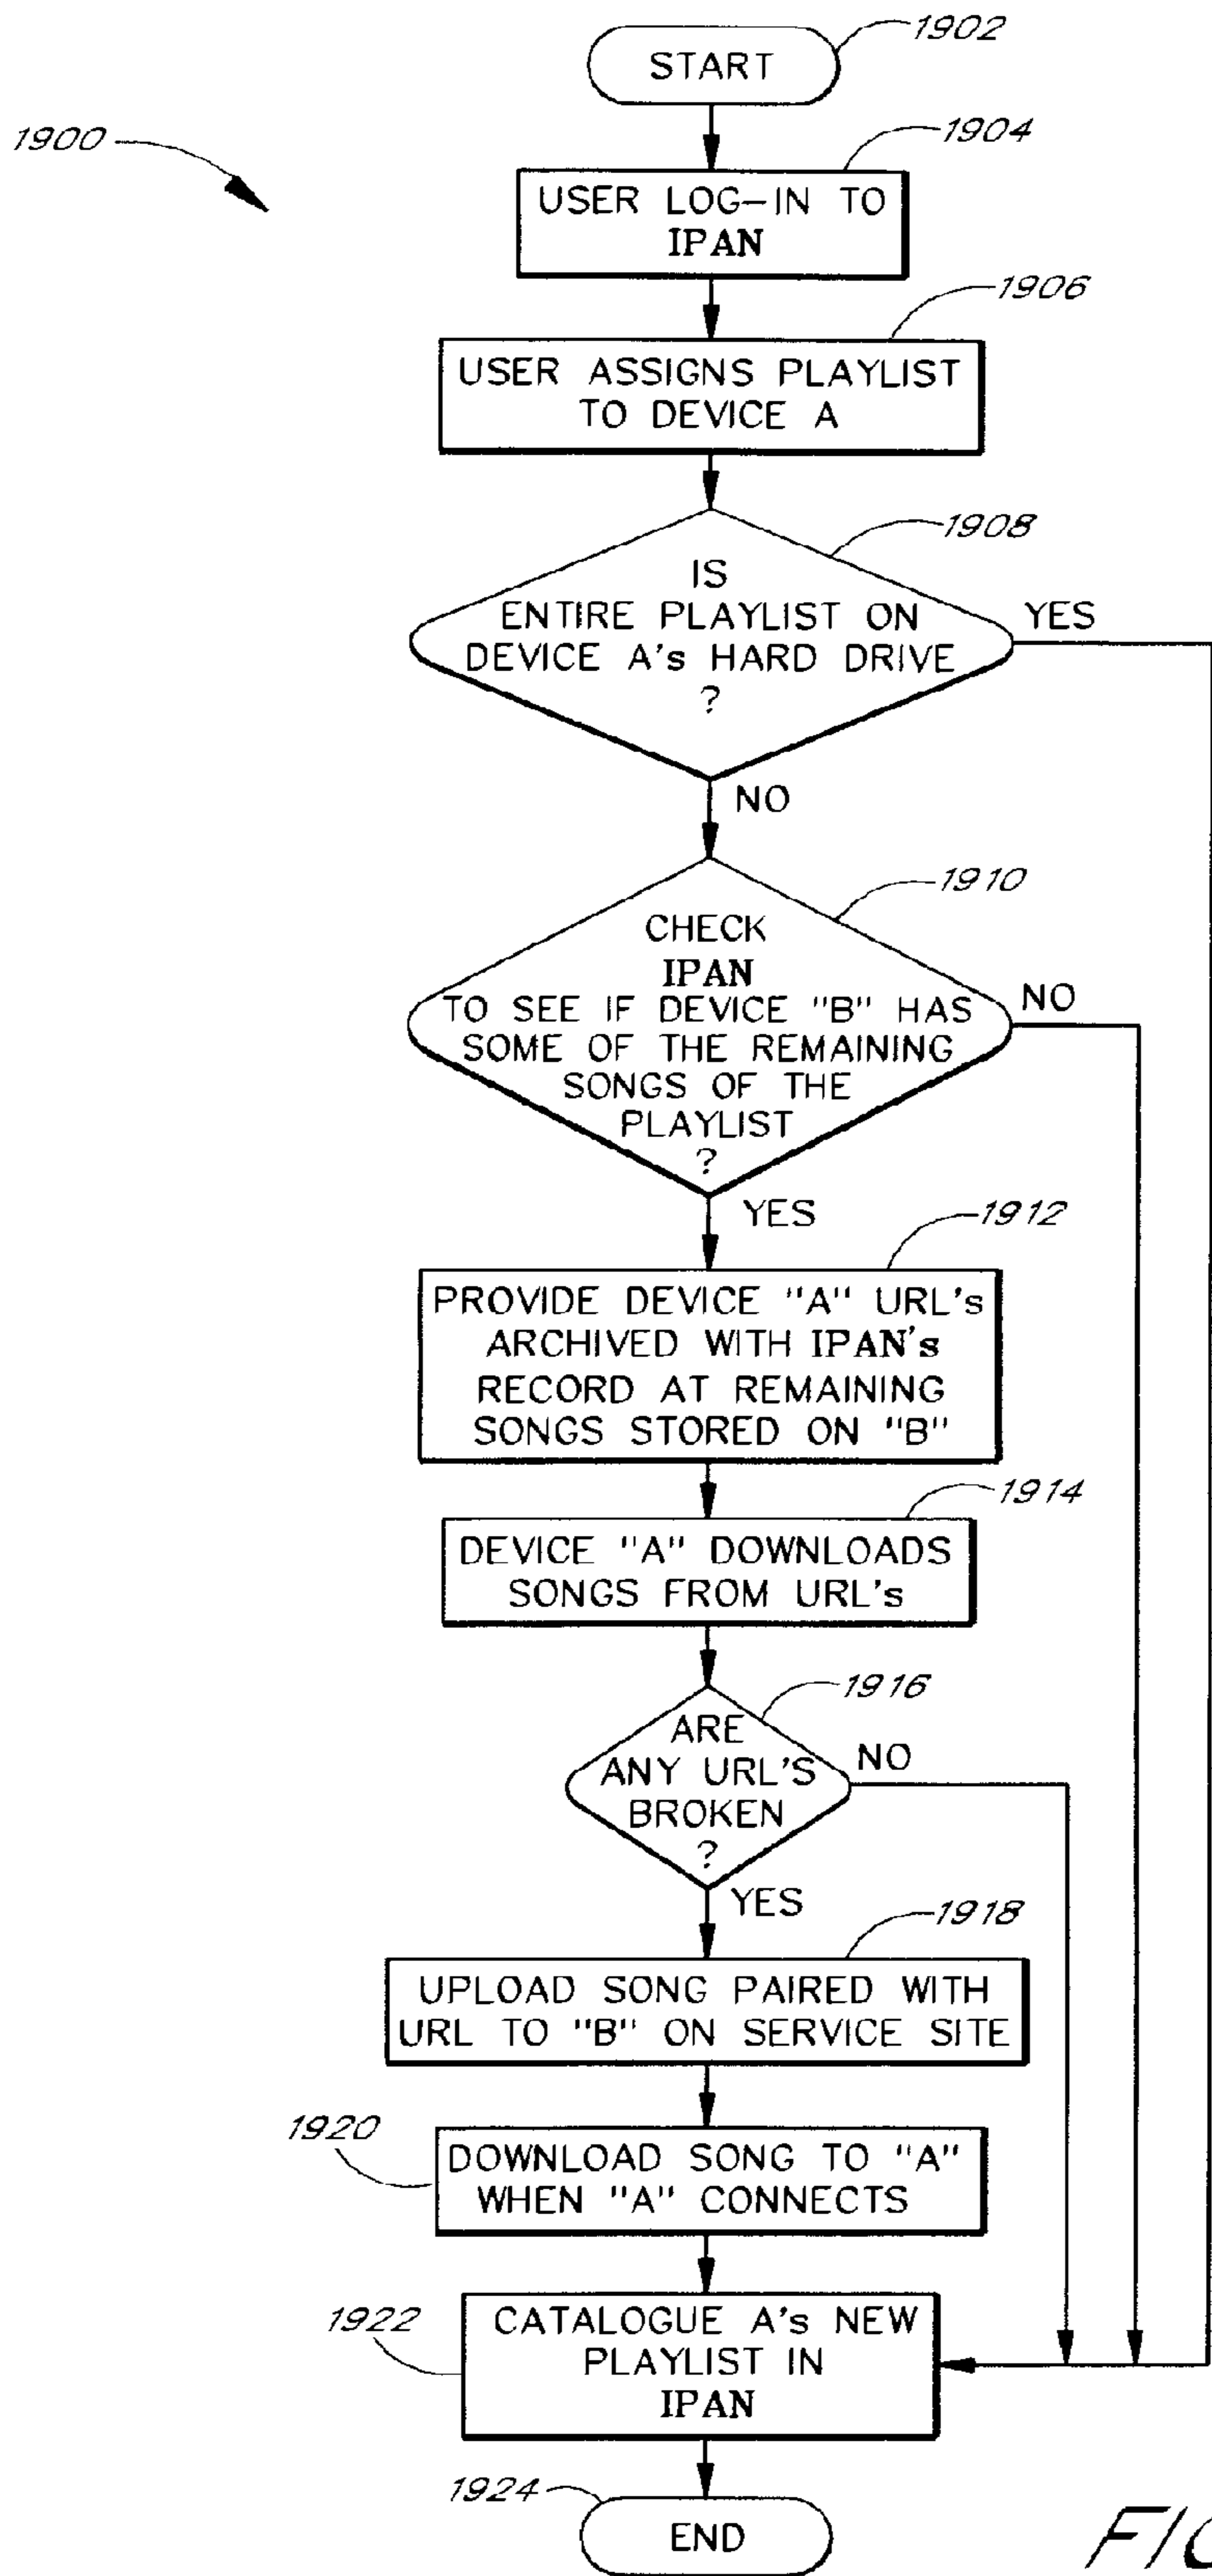 1902
START
1900
1904
USER LOG-IN TO
IPAN
1906
USER ASSIGNS PLAYLIST
TO DEVICE A
1908
IS
ENTIRE PLAYLIST ON
DEVICE A's HARD DRIVE
?
YES
NO
1910
CHECK
IPAN
TO SEE IF DEVICE "B" HAS
SOME OF THE REMAINING
SONGS OF THE
PLAYLIST
?
NO
YES
1912
PROVIDE DEVICE "A" URL's
ARCHIVED WITH IPAN's
RECORD AT REMAINING
SONGS STORED ON "B"
1914
DEVICE "A" DOWNLOADS
SONGS FROM URL's
1916
ARE
ANY URL'S
BROKEN
?
NO
YES
1918
UPLOAD SONG PAIRED WITH
URL TO "B" ON SERVICE SITE
1920
DOWNLOAD SONG TO "A"
WHEN "A" CONNECTS
1922
CATALOGUE A's NEW
PLAYLIST IN
IPAN
1924
END